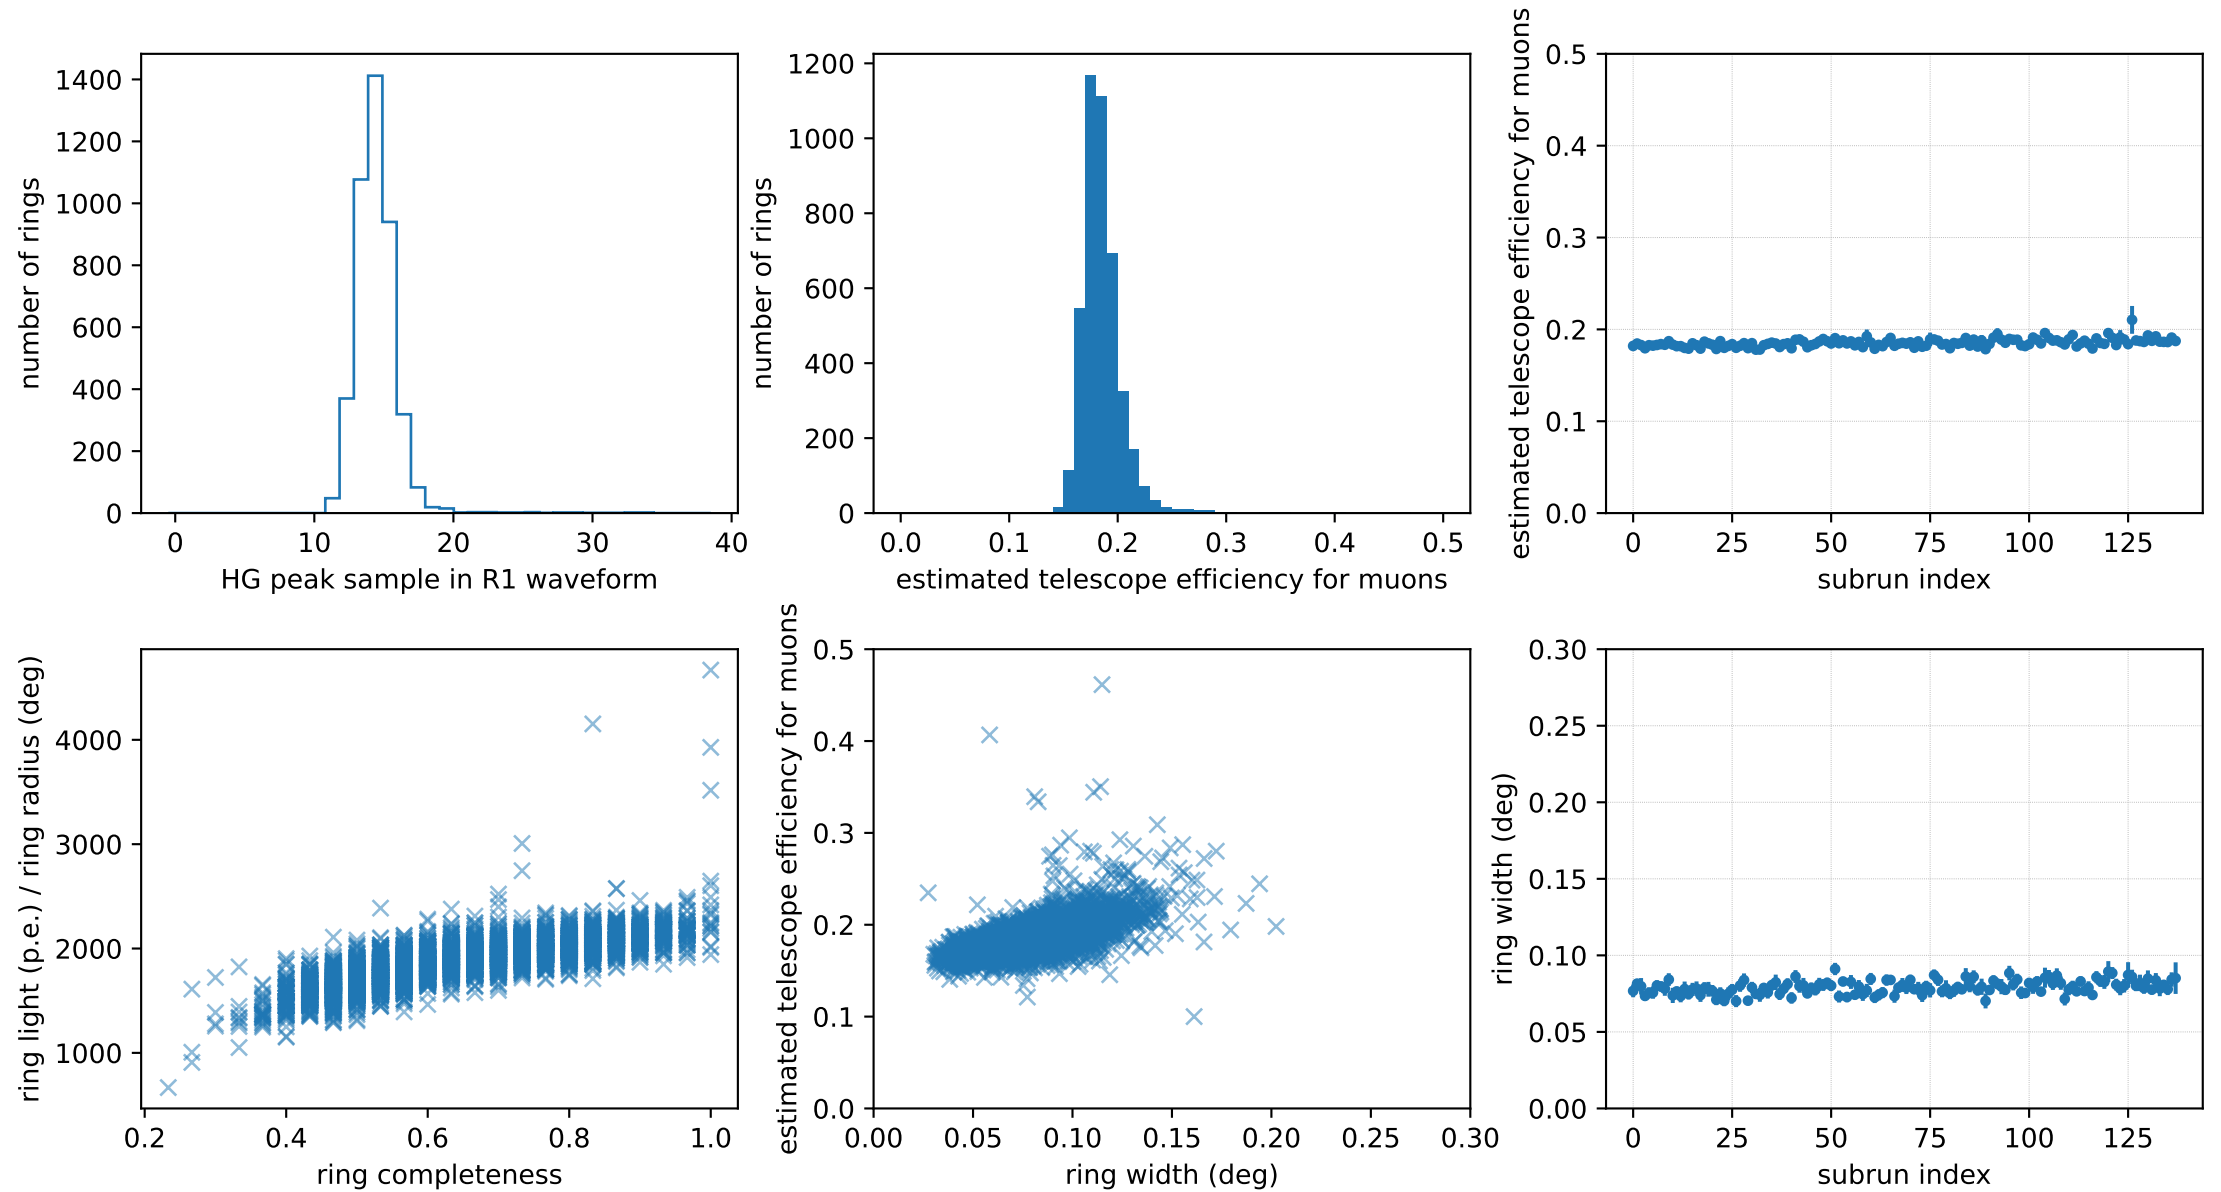 number of rings
1400
1200
1000
800
600
400
200
0
0 10 20 30 40
HG peak sample in R1 waveform
number of rings
1200
1000
800
600
400
200
0
0.0 0.1 0.2 0.3 0.4 0.5
estimated telescope efficiency for muons
estimated telescope efficiency for muons
0.5
0.4
0.3
0.2
0.1
0.0
0 25 50 75 100 125
subrun index
ring light (p.e.) / ring radius (deg)
4000
3000
2000
1000
0.2 0.4 0.6 0.8 1.0
ring completeness
estimated telescope efficiency for muons
0.5
0.4
0.3
0.2
0.1
0.0
0.00 0.05 0.10 0.15 0.20 0.25 0.30
ring width (deg)
ring width (deg)
0.30
0.25
0.20
0.15
0.10
0.05
0.00
0 25 50 75 100 125
subrun index